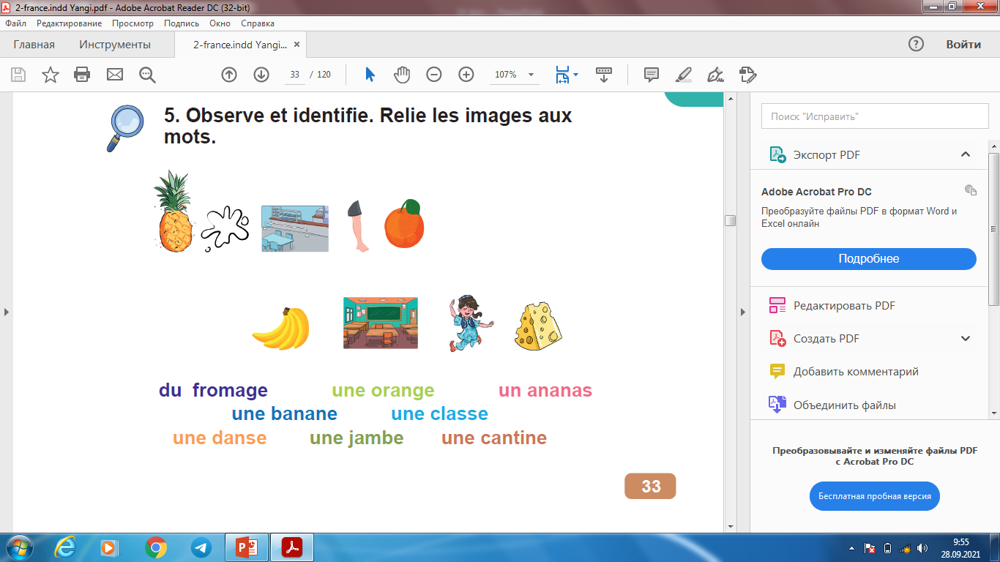 2-france.indd Yangi.pdf - Adobe Acrobat Reader DC (32-bit)
Файл Редактирование Просмотр Подпись Окно Справка
Главная Инструменты 2-france.indd Yangi... × Войти
33 / 120 107%
5. Observe et identifie. Relie les images aux
mots.
du fromage une orange un ananas
une banane une classe
une danse une jambe une cantine
33
Поиск "Исправить"
Экспорт PDF
Adobe Acrobat Pro DC
Преобразуйте файлы PDF в формат Word и
Excel онлайн
Подробнее
Редактировать PDF
Создать PDF
Добавить комментарий
Объединить файлы
Преобразовывайте и изменяйте файлы PDF
с Acrobat Pro DC
Бесплатная пробная версия
9:55
28.09.2021